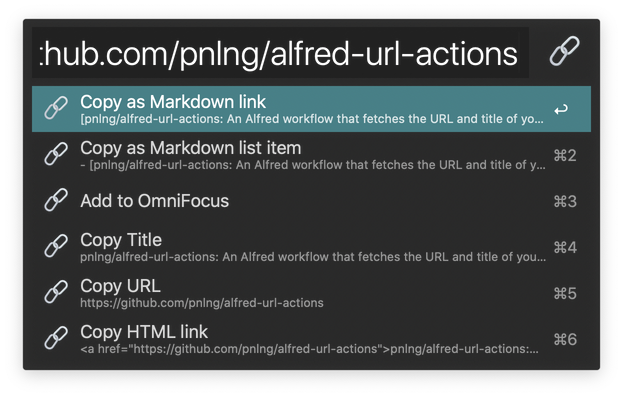 :hub.com/pnlng/alfred-url-actions
Copy as Markdown link
[pnlng/alfred-url-actions: An Alfred workflow that fetches the URL and title of yo... ↩
Copy as Markdown list item
- [pnlng/alfred-url-actions: An Alfred workflow that fetches the URL and title of y... ⌘2
Add to OmniFocus ⌘3
Copy Title
pnlng/alfred-url-actions: An Alfred workflow that fetches the URL and title of you... ⌘4
Copy URL
https://github.com/pnlng/alfred-url-actions ⌘5
Copy HTML link
<a href="https://github.com/pnlng/alfred-url-actions">pnlng/alfred-url-actions:... ⌘6